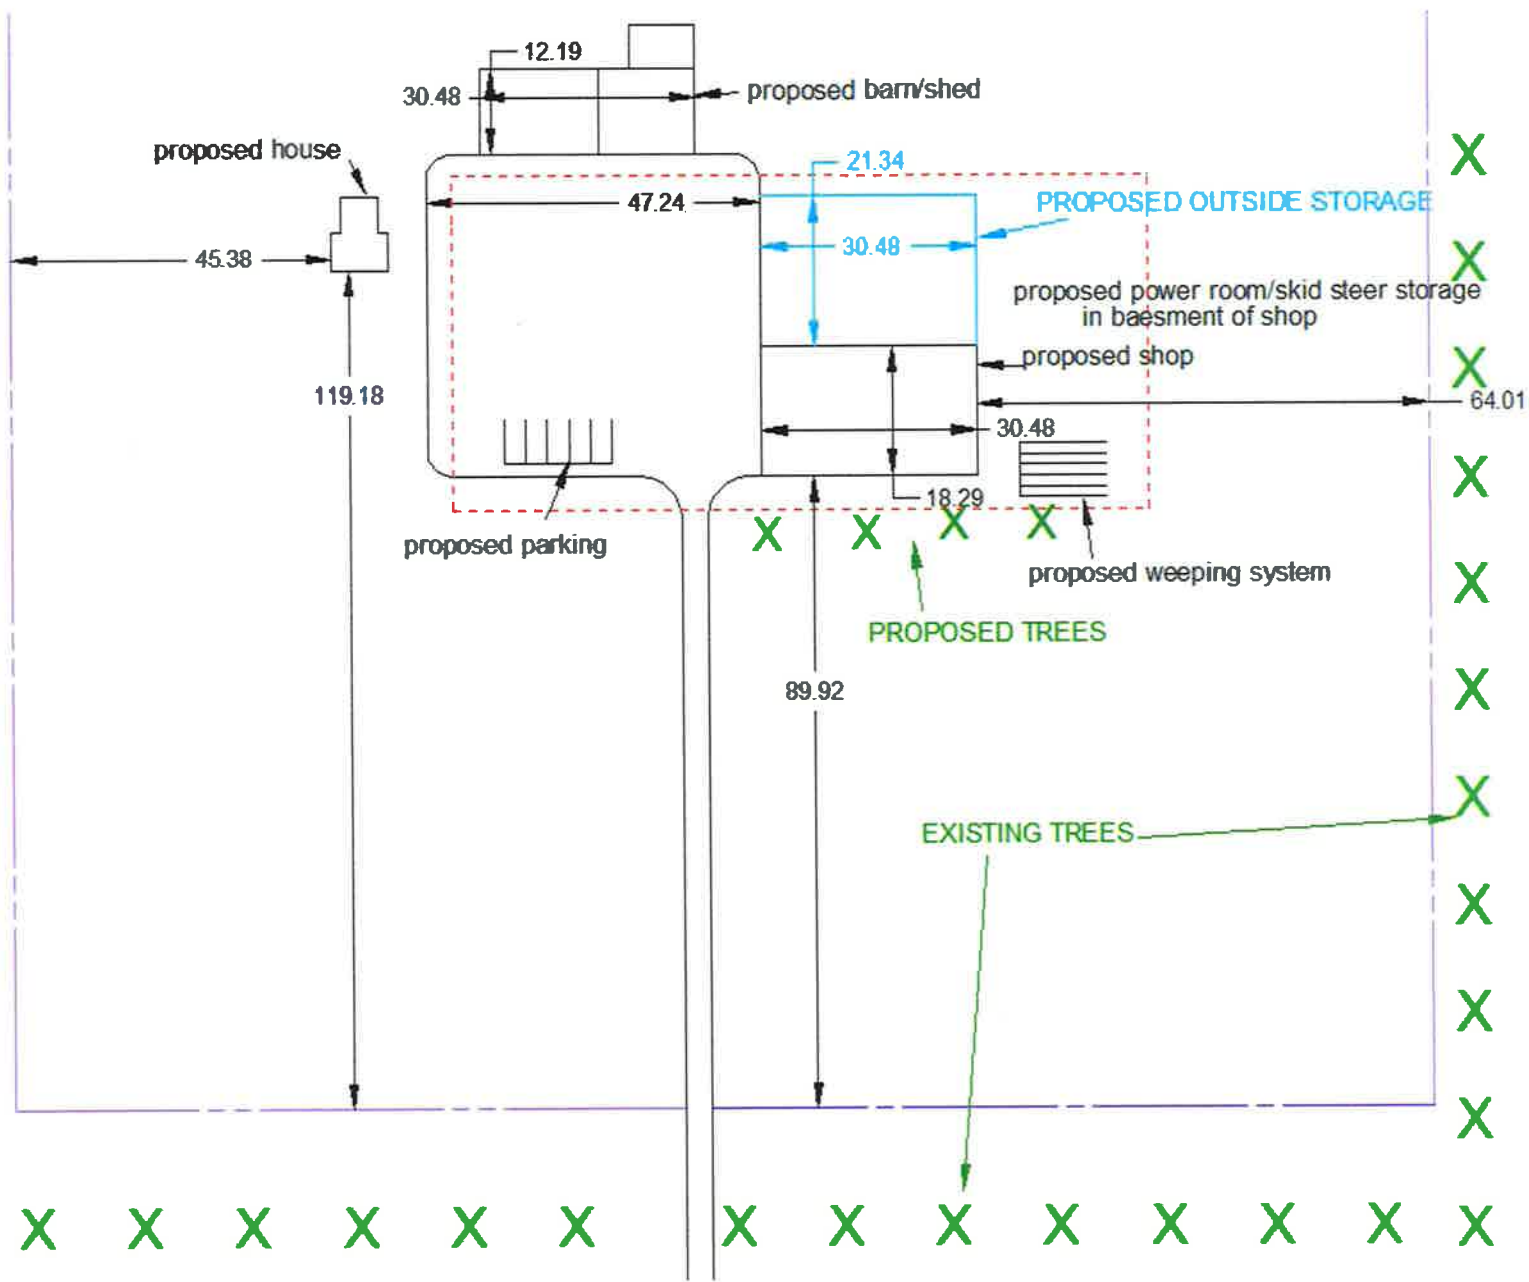 12.19
30.48
proposed barn/shed
proposed house
21.34
47.24
PROPOSED OUTSIDE STORAGE
45.38
30.48
proposed power room/skid steer storage
in baesment of shop
proposed shop
119.18
64.01
30.48
18.29
proposed parking
proposed weeping system
PROPOSED TREES
89.92
EXISTING TREES